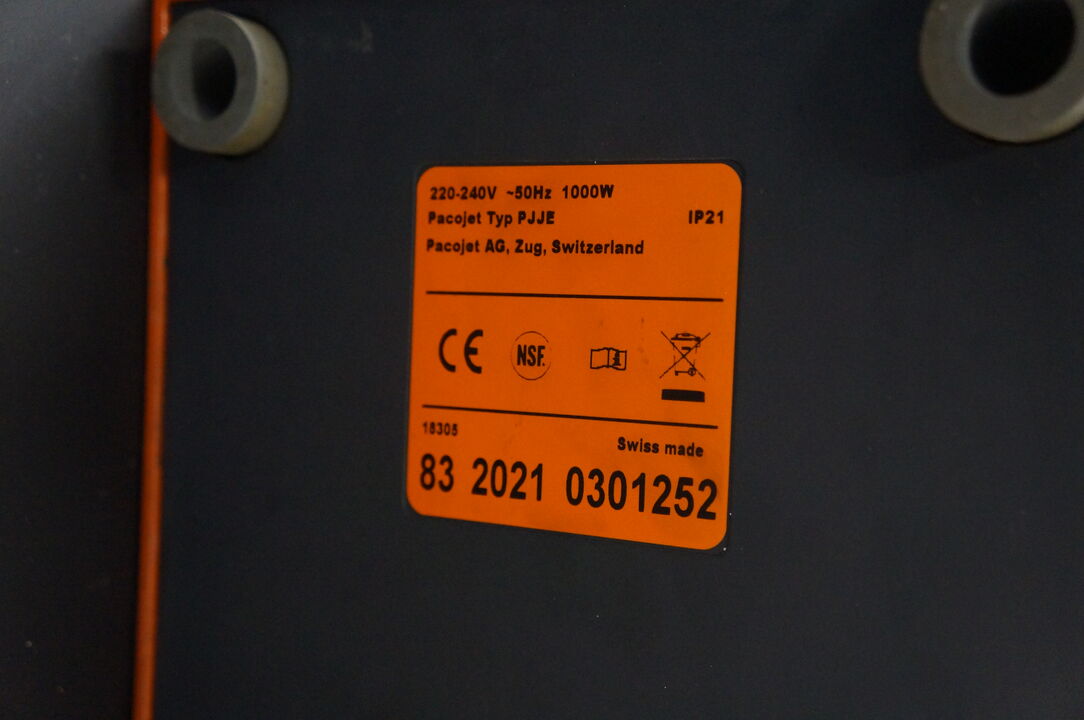 220-240V ~50Hz 1000W
Pacojet Typ PJJE IP21
Pacojet AG, Zug, Switzerland
CE NSF.
18305
Swiss made
83 2021 0301252